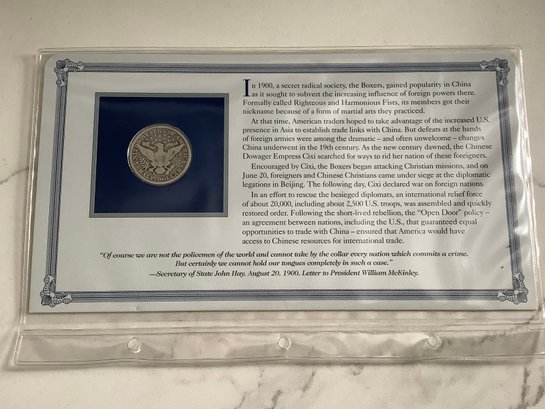 In 1900, a secret radical society, the Boxers, gained popularity in China
as it sought to subvert the increasing influence of foreign powers there.
Formally called Righteous and Harmonious Fists, its members got their
nickname because of a form of martial arts they practiced.
At that time, American traders hoped to take advantage of the increased U.S.
presence in Asia to establish trade links with China. But defeats at the hands
of foreign armies were among the dramatic – and often unwelcome – changes
China underwent in the 19th century. As the new century dawned, the Chinese
Dowager Empress Cixi searched for ways to rid her nation of these foreigners.
Encouraged by Cixi, the Boxers began attacking Christian missions, and on
June 20, foreigners and Chinese Christians came under siege at the diplomatic
legations in Beijing. The following day, Cixi declared war on foreign nations.
In an effort to rescue the besieged diplomats, an international relief force
of about 20,000, including about 2,500 U.S. troops, was assembled and quickly
restored order. Following the short-lived rebellion, the “Open Door” policy –
an agreement between nations, including the U.S., that guaranteed equal
opportunities to trade with China – ensured that America would have
access to Chinese resources for international trade.
“Of course we are not the policemen of the world and cannot take by the collar every nation which commits a crime.
But certainly we cannot hold our tongues completely in such a case.”
—Secretary of State John Hay, August 20, 1900. Letter to President William McKinley.